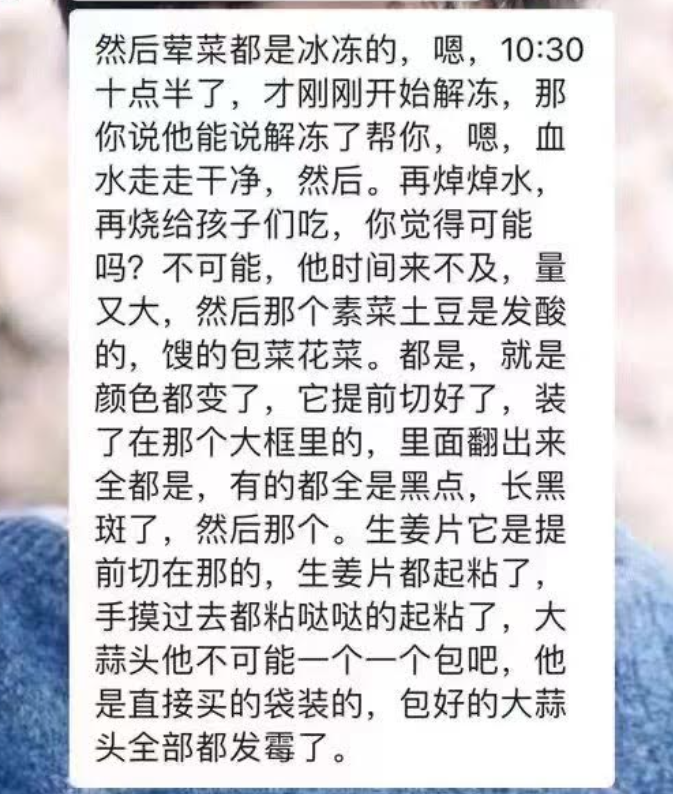 然后荤菜都是冰冻的，嗯，10:30
十点半了，才刚刚开始解冻，那
你说他能说解冻了帮你，嗯，血
水走走干净，然后。再焯焯水，
再烧给孩子们吃，你觉得可能
吗？不可能，他时间来不及，量
又大，然后那个素菜土豆是发酸
的，馊的包菜花菜。都是，就是
颜色都变了，它提前切好了，装
了在那个大框里的，里面翻出来
全都是，有的都全是黑点，长黑
斑了，然后那个。生姜片它是提
前切在那的，生姜片都起粘了，
手摸过去都粘哒哒的起粘了，大
蒜头他不可能一个一个包吧，他
是直接买的袋装的，包好的大蒜
头全部都发霉了。